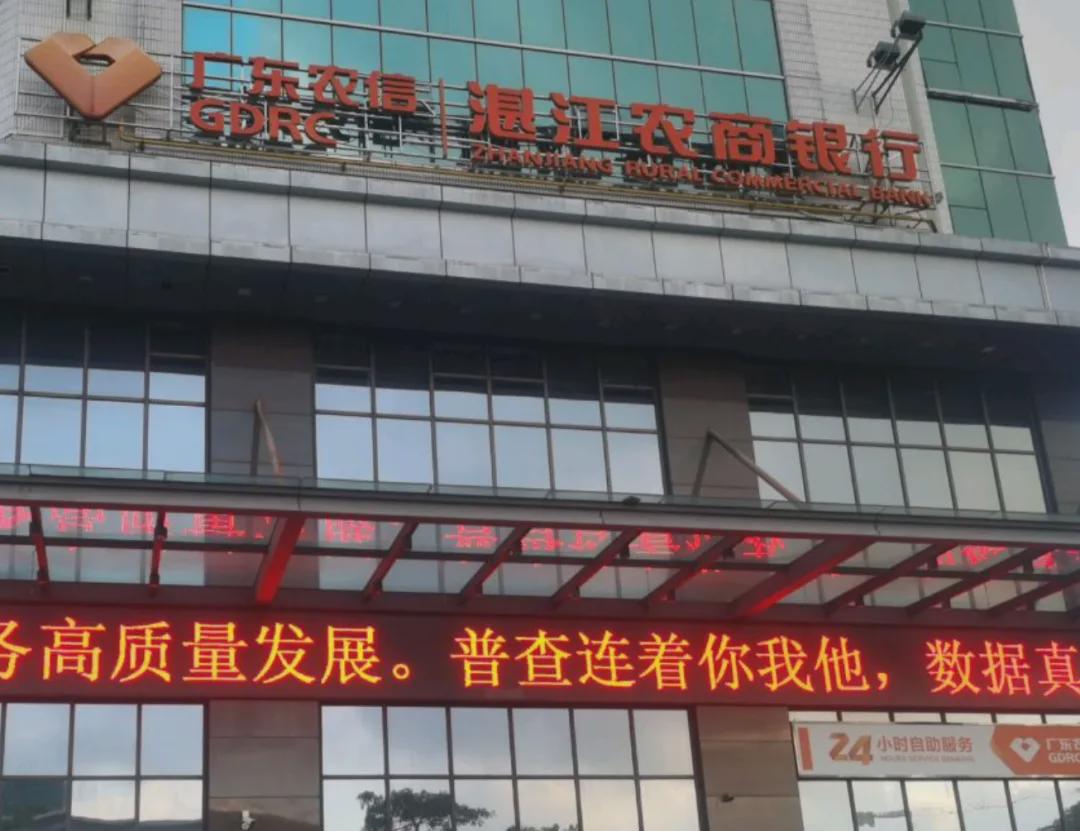 广东农信
GDRC
湛江农商银行
ZHANJIANG RURAL COMMERCIAL BANK
务高质量发展。普查连着你我他，数据真
24小时自助服务
HOURS SERVICE BANKING
广东农
GDRC